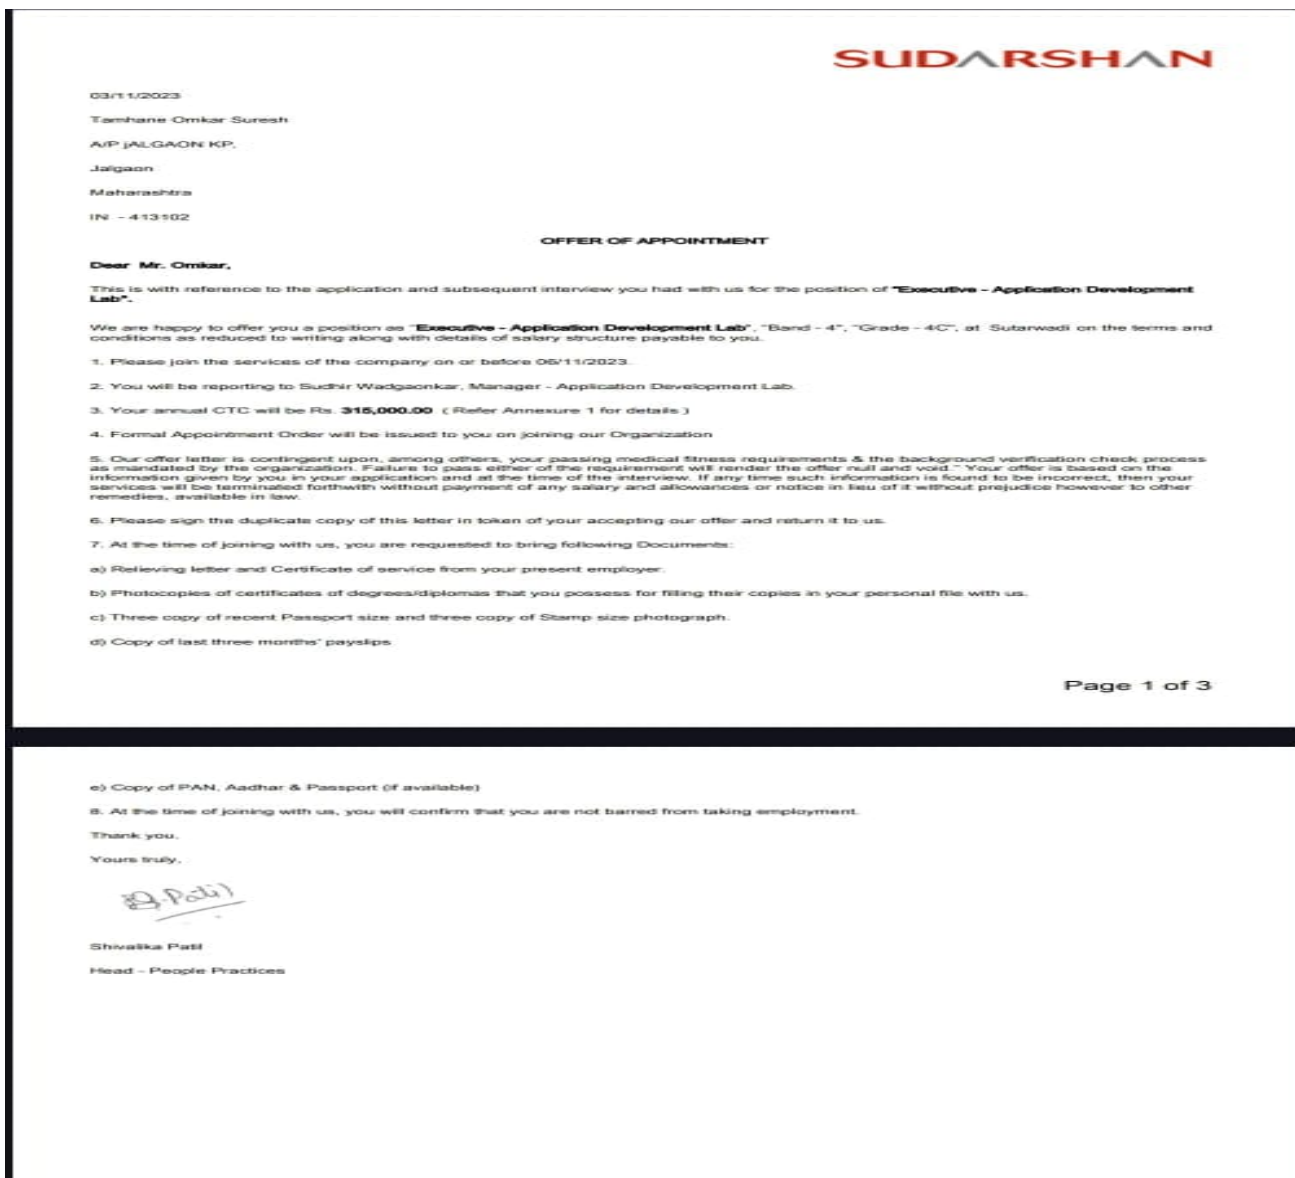 SUDARSHAN
03/11/2023
Tamhane Omkar Suresh
A/P jALGAON KP,
Jalgaon
Maharashtra
IN - 413102
OFFER OF APPOINTMENT
Dear Mr. Omkar,
This is with reference to the application and subsequent interview you had with us for the position of "Executive - Application Development
Lab".
We are happy to offer you a position as "Executive - Application Development Lab", "Band - 4", "Grade - 4C", at Sutarwadi on the terms and
conditions as reduced to writing along with details of salary structure payable to you.
1. Please join the services of the company on or before 06/11/2023.
2. You will be reporting to Sudhir Wadgaonkar, Manager - Application Development Lab.
3. Your annual CTC will be Rs. 315,000.00 ( Refer Annexure 1 for details )
4. Formal Appointment Order will be issued to you on joining our Organization
5. Our offer letter is contingent upon, among others, your passing medical fitness requirements & the background verification check process
as mandated by the organization. Failure to pass either of the requirement will render the offer null and void." Your offer is based on the
information given by you in your application and at the time of the interview. If any time such information is found to be incorrect, then your
services will be terminated forthwith without payment of any salary and allowances or notice in lieu of it without prejudice however to other
remedies, available in law.
6. Please sign the duplicate copy of this letter in token of your accepting our offer and return it to us.
7. At the time of joining with us, you are requested to bring following Documents:
a) Relieving letter and Certificate of service from your present employer.
b) Photocopies of certificates of degrees/diplomas that you possess for filling their copies in your personal file with us.
c) Three copy of recent Passport size and three copy of Stamp size photograph.
d) Copy of last three months' payslips
Page 1 of 3
e) Copy of PAN, Aadhar & Passport (if available)
8. At the time of joining with us, you will confirm that you are not barred from taking employment.
Thank you,
Yours truly,
S.Patil
Shivalika Patil
Head - People Practices